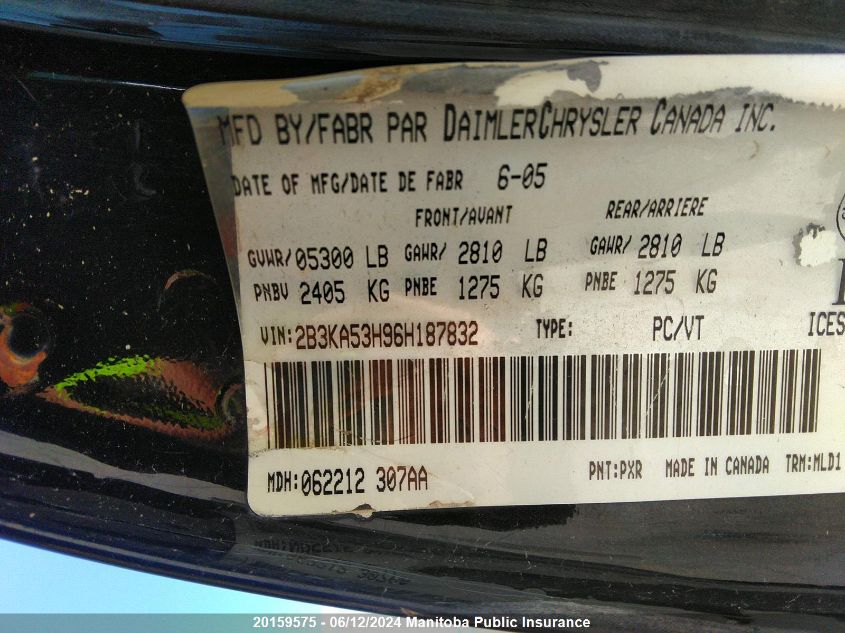 MFD BY/FABR PAR DAIMLERCHRYSLER CANADA INC.
DATE OF MFG/DATE DE FABR 6-05
FRONT/AVANT REAR/ARRIERE
GVWR/05300 LB GAWR/ 2810 LB GAWR/ 2810 LB
PNBV 2405 KG PNBE 1275 KG PNBE 1275 KG
VIN:2B3KA53H96H187832 TYPE: PC/VT ICES
MDH:062212 307AA PNT:PXR MADE IN CANADA TRM:MLD1
20159575 - 06/12/2024 Manitoba Public Insurance